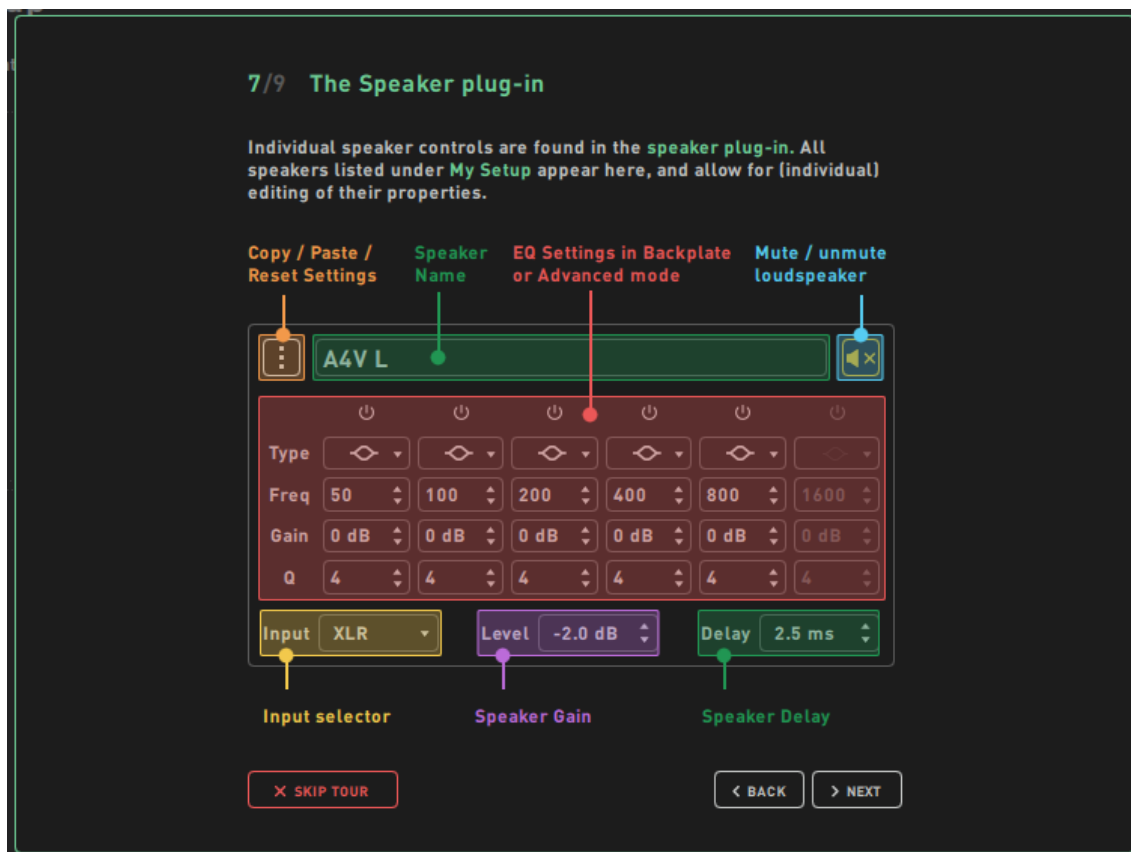 7/9 The Speaker plug-in
Individual speaker controls are found in the speaker plug-in. All
speakers listed under My Setup appear here, and allow for (individual)
editing of their properties.
Copy / Paste /
Reset Settings
Speaker
Name
EQ Settings in Backplate
or Advanced mode
Mute / unmute
loudspeaker
A4V L
Type
Freq 50 100 200 400 800 1600
Gain 0 dB 0 dB 0 dB 0 dB 0 dB 0 dB
Q 4 4 4 4 4 4
Input XLR Level -2.0 dB Delay 2.5 ms
Input selector Speaker Gain Speaker Delay
SKIP TOUR BACK NEXT